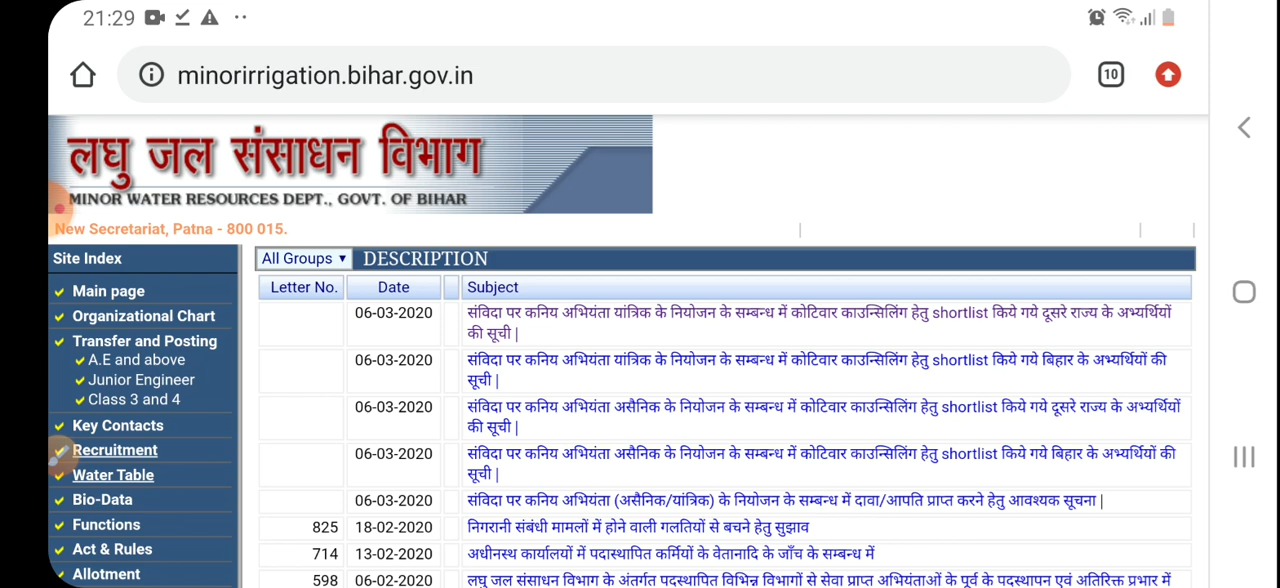 21:29
minorirrigation.bihar.gov.in
10
लघु जल संसाधन विभाग
MINOR WATER RESOURCES DEPT., GOVT. OF BIHAR
New Secretariat, Patna - 800 015.
Site Index
Main page
Organizational Chart
Transfer and Posting
A.E and above
Junior Engineer
Class 3 and 4
Key Contacts
Recruitment
Water Table
Bio-Data
Functions
Act & Rules
Allotment
All Groups DESCRIPTION
Letter No. Date Subject
06-03-2020 संविदा पर कनिय अभियंता यांत्रिक के नियोजन के सम्बन्ध में कोटिवार काउन्सिलिंग हेतु shortlist किये गये दूसरे राज्य के अभ्यर्थियों
की सूची |
06-03-2020 संविदा पर कनिय अभियंता यांत्रिक के नियोजन के सम्बन्ध में कोटिवार काउन्सिलिंग हेतु shortlist किये गये बिहार के अभ्यर्थियों की
सूची |
06-03-2020 संविदा पर कनिय अभियंता असैनिक के नियोजन के सम्बन्ध में कोटिवार काउन्सिलिंग हेतु shortlist किये गये दूसरे राज्य के अभ्यर्थियों
की सूची |
06-03-2020 संविदा पर कनिय अभियंता असैनिक के नियोजन के सम्बन्ध में कोटिवार काउन्सिलिंग हेतु shortlist किये गये बिहार के अभ्यर्थियों की
सूची |
06-03-2020 संविदा पर कनिय अभियंता (असैनिक/यांत्रिक) के नियोजन के सम्बन्ध में दावा/आपति प्राप्त करने हेतु आवश्यक सूचना |
825 18-02-2020 निगरानी संबंधी मामलों में होने वाली गलतियों से बचने हेतु सुझाव
714 13-02-2020 अधीनस्थ कार्यालयों में पदास्थापित कर्मियों के वेतानादि के जाँच के सम्बन्ध में
598 06-02-2020 लघु जल संसाधन विभाग के अंतर्गत पदस्थापित विभिन्न विभागों से सेवा प्राप्त अभियंताओं के पूर्व के पदस्थापन एवं अतिरिक्त प्रभार में